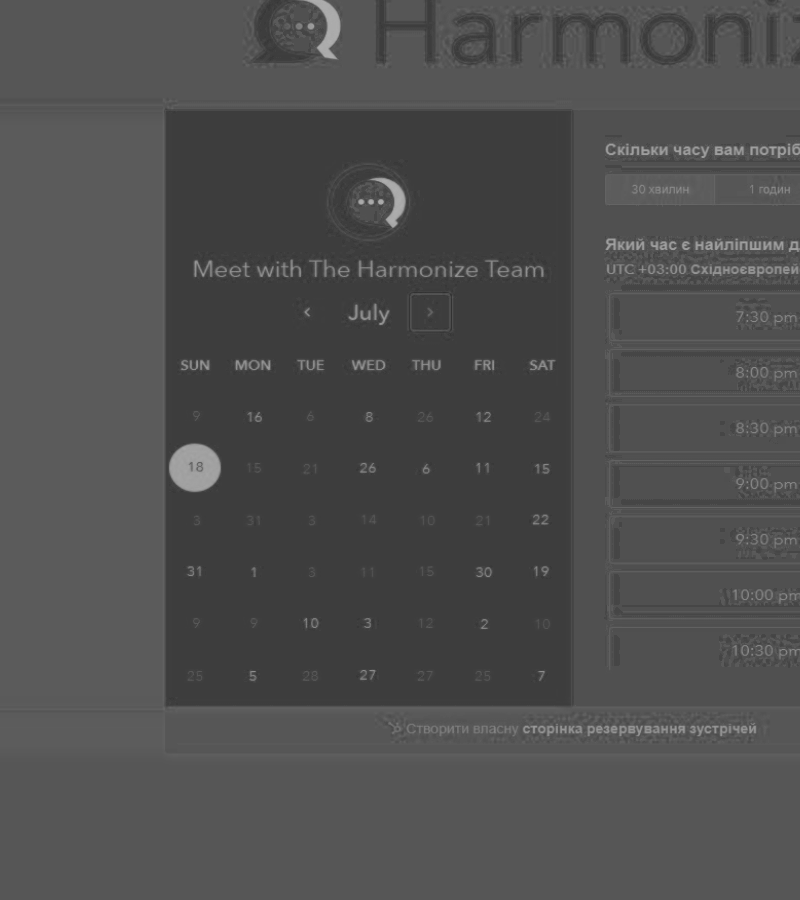 Harmoniz
Meet with The Harmonize Team
‹ July ›
SUN MON TUE WED THU FRI SAT
9 16 6 8 26 12 24
18 15 21 26 6 11 15
3 31 3 14 10 21 22
31 1 3 11 15 30 19
9 9 10 3 12 2 10
25 5 28 27 27 25 7
Скільки часу вам потріб
30 хвилин 1 годин
Який час є найліпшим д
UTC +03:00 Східноєвропей
7:30 pm
8:00 pm
8:30 pm
9:00 pm
9:30 pm
10:00 pm
10:30 pm
Створити власну сторінка резервування зустрічей